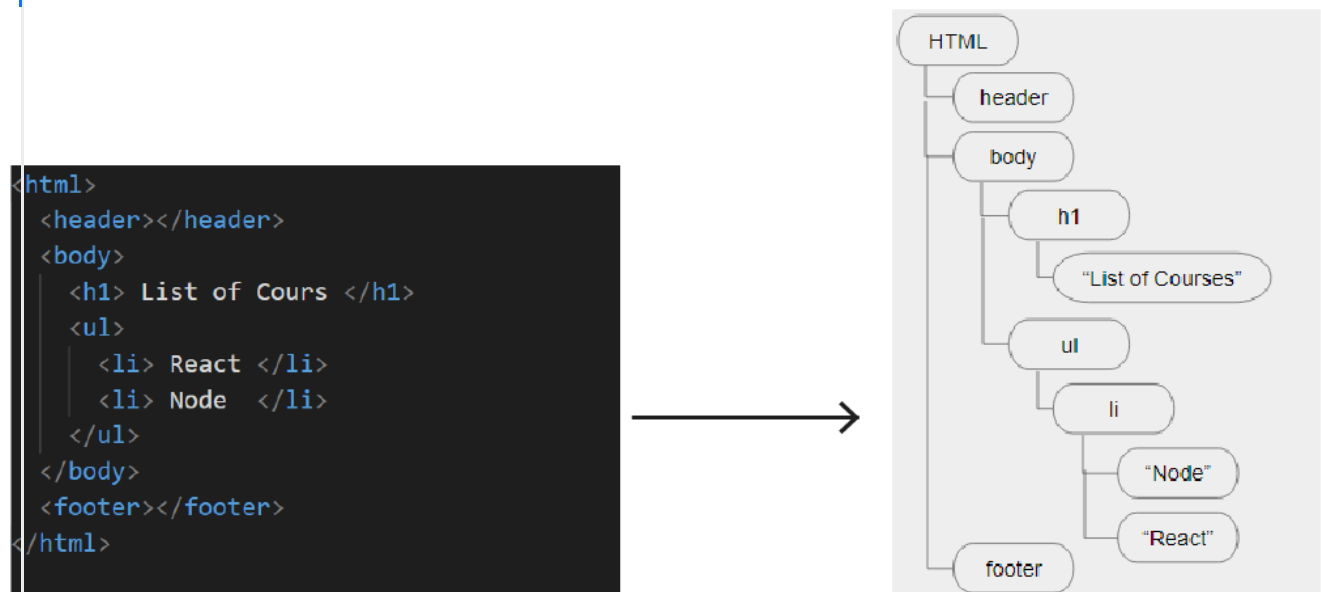 <html>
<header></header>
<body>
<h1> List of Cours </h1>
<ul>
<li> React </li>
<li> Node </li>
</ul>
</body>
<footer></footer>
</html>
HTML
header
body
h1
“List of Courses”
ul
li
“Node”
“React”
footer